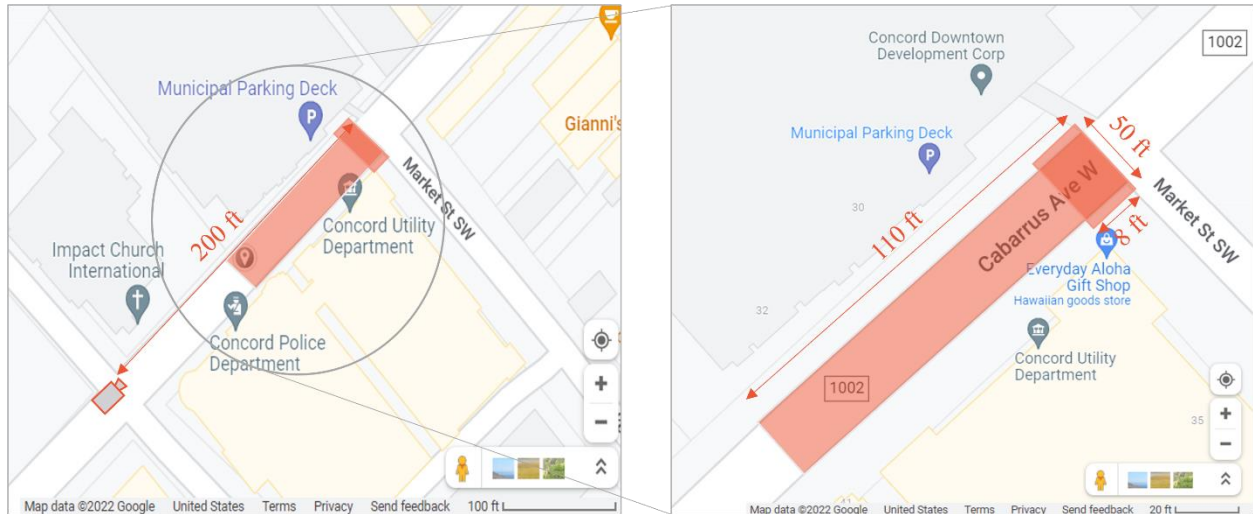 Municipal Parking Deck
P
Gianni's
Market St SW
200 ft
Concord Utility
Department
Impact Church
International
Concord Police
Department
+
−
Map data ©2022 Google United States Terms Privacy Send feedback 100 ft
Concord Downtown
Development Corp
1002
50 ft
Municipal Parking Deck
P
Cabarrus Ave W
Market St SW
30
110 ft
8 ft
Everyday Aloha
Gift Shop
Hawaiian goods store
32
Concord Utility
Department
1002
35
+
−
41
Map data ©2022 Google United States Terms Privacy Send feedback 20 ft